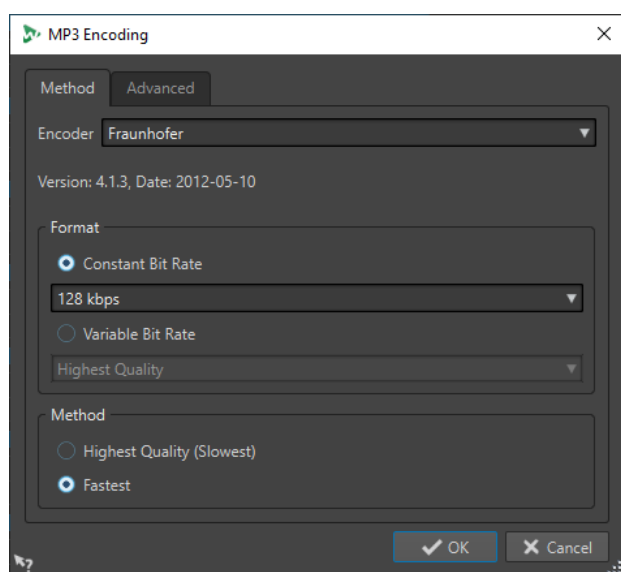 MP3 Encoding
Method Advanced
Encoder Fraunhofer
Version: 4.1.3, Date: 2012-05-10
Format
Constant Bit Rate
128 kbps
Variable Bit Rate
Highest Quality
Method
Highest Quality (Slowest)
Fastest
OK Cancel